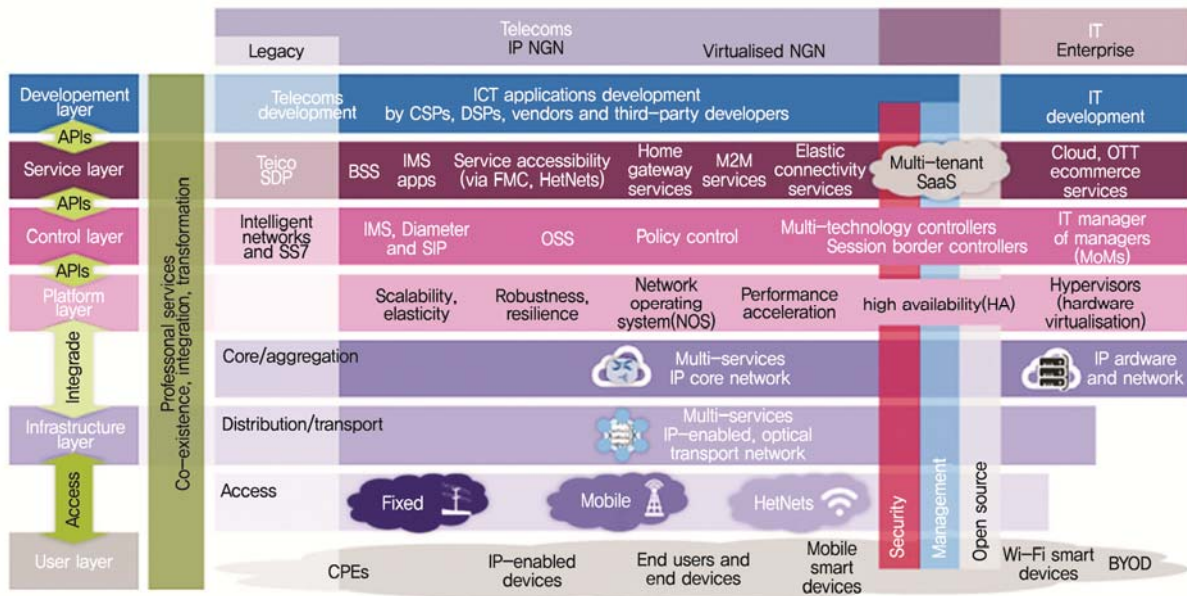 Telecoms
IT
Legacy
IP NGN
Virtualised NGN
Enterprise
Developement
layer
Telecoms
development
ICT applications development
by CSPs, DSPs, vendors and third-party developers
IT
development
APIs
Service layer
Teico
SDP
BSS
IMS
apps
Service accessibility
(via FMC, HetNets)
Home
gateway
services
M2M
services
Elastic
connectivity
services
Multi-tenant
SaaS
Cloud, OTT
ecommerce
services
APIs
Control layer
Intelligent
networks
and SS7
IMS, Diameter
and SIP
OSS
Policy control
Multi-technology controllers
Session border controllers
IT manager
of managers
(MoMs)
APIs
Platform
layer
Scalability,
elasticity
Robustness,
resilience
Network
operating
system(NOS)
Performance
acceleration
high availability(HA)
Hypervisors
(hardware
virtualisation)
Integrade
Core/aggregation
Multi-services
IP core network
IP ardware
and network
Infrastructure
layer
Distribution/transport
Multi-services
IP-enabled, optical
transport network
Access
Access
Fixed
Mobile
HetNets
User layer
CPEs
IP-enabled
devices
End users and
end devices
Mobile
smart
devices
Wi-Fi smart
devices
BYOD
Professional services
Co-existence, integration, transformation
Security
Management
Open source